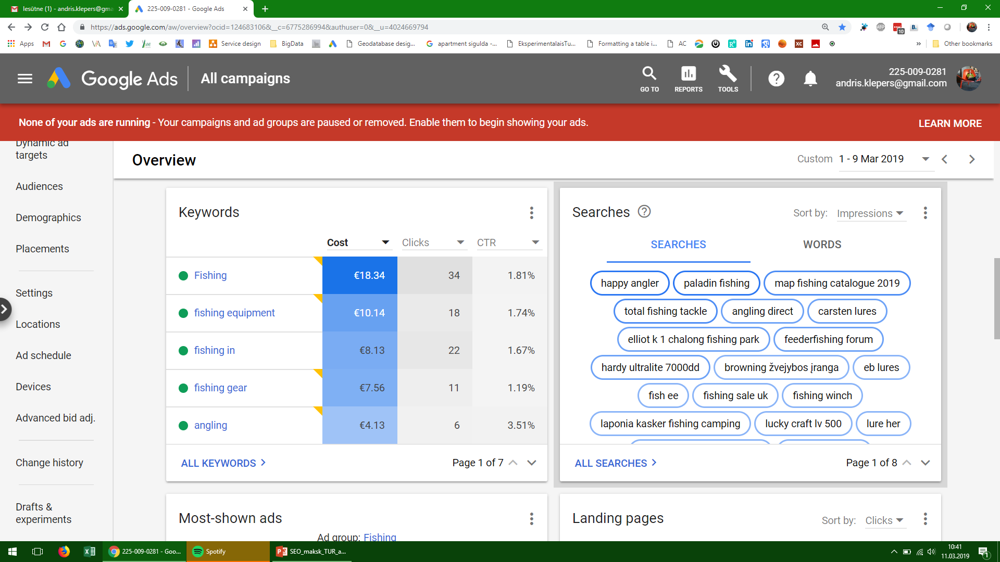 Iesūtne (1) - andris.klepers@gma
225-009-0281 - Google Ads
https://ads.google.com/aw/overview?ocid=124683106&__c=6775286994&authuser=0&__u=4024669794
ABP
10
B.
Apps
Service design
BigData
Geodatabase desig...
apartment sigulda -...
EksperimentalaisTu...
Formatting a table i...
AC
XC
»
Other bookmarks
Google Ads
All campaigns
GO TO
REPORTS
TOOLS
225-009-0281
andris.klepers@gmail.com
None of your ads are running - Your campaigns and ad groups are paused or removed. Enable them to begin showing your ads.
LEARN MORE
Dynamic ad
targets
Audiences
Demographics
Placements
Settings
Locations
Ad schedule
Devices
Advanced bid adj.
Change history
Drafts &
experiments
Overview
Custom 1 - 9 Mar 2019
Keywords
Cost Clicks CTR
Fishing €18.34 34 1.81%
fishing equipment €10.14 18 1.74%
fishing in €8.13 22 1.67%
fishing gear €7.56 11 1.19%
angling €4.13 6 3.51%
ALL KEYWORDS
Page 1 of 7
Searches
Sort by: Impressions
SEARCHES WORDS
happy angler paladin fishing map fishing catalogue 2019
total fishing tackle angling direct carsten lures
elliot k 1 chalong fishing park feederfishing forum
hardy ultralite 7000dd browning žvejybos įranga eb lures
fish ee fishing sale uk fishing winch
laponia kasker fishing camping lucky craft lv 500 lure her
ALL SEARCHES
Page 1 of 8
Most-shown ads
Ad group: Fishing
Landing pages
Sort by: Clicks
225-009-0281 - Goo...
Spotify
SEO_maksk_TUR_a...
10:41
11.03.2019
1